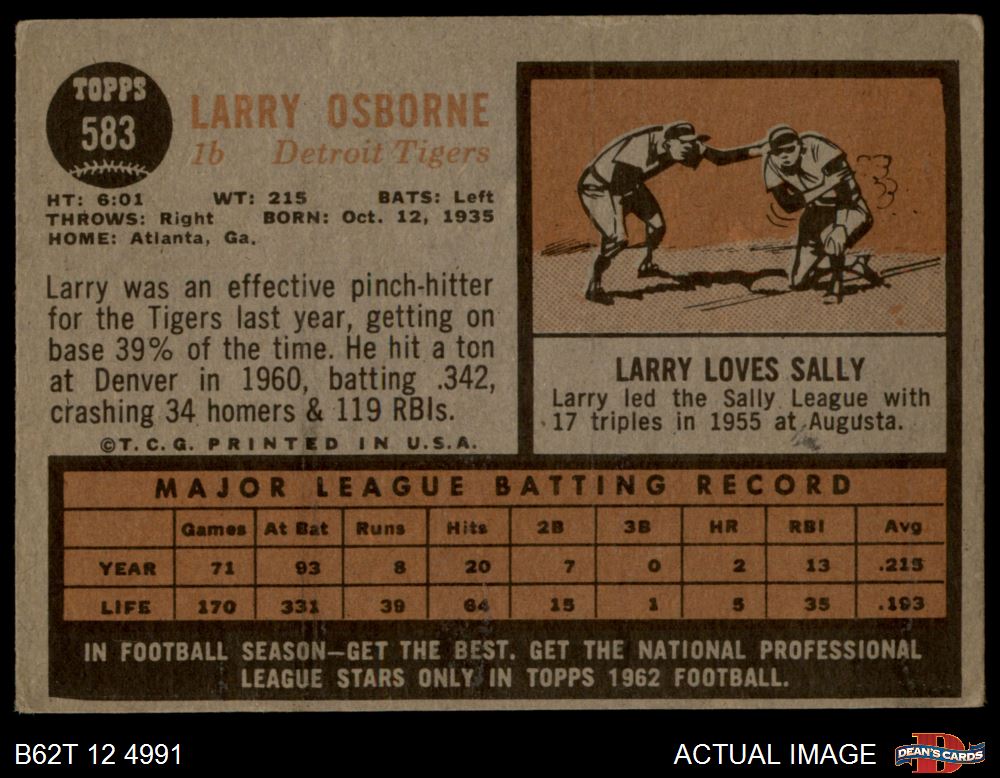 TOPPS
583
LARRY OSBORNE
1b Detroit Tigers
HT: 6:01 WT: 215 BATS: Left
THROWS: Right BORN: Oct. 12, 1935
HOME: Atlanta, Ga.
Larry was an effective pinch-hitter
for the Tigers last year, getting on
base 39% of the time. He hit a ton
at Denver in 1960, batting .342,
crashing 34 homers & 119 RBIs.
©T.C.G. PRINTED IN U.S.A.
LARRY LOVES SALLY
Larry led the Sally League with
17 triples in 1955 at Augusta.
MAJOR LEAGUE BATTING RECORD
Games At Bat Runs Hits 2B 3B HR RBI Avg
YEAR 71 93 8 20 7 0 2 13 .215
LIFE 170 331 39 64 15 1 5 35 .193
IN FOOTBALL SEASON—GET THE BEST. GET THE NATIONAL PROFESSIONAL
LEAGUE STARS ONLY IN TOPPS 1962 FOOTBALL.
B62T 12 4991
ACTUAL IMAGE
DEAN'S CARDS